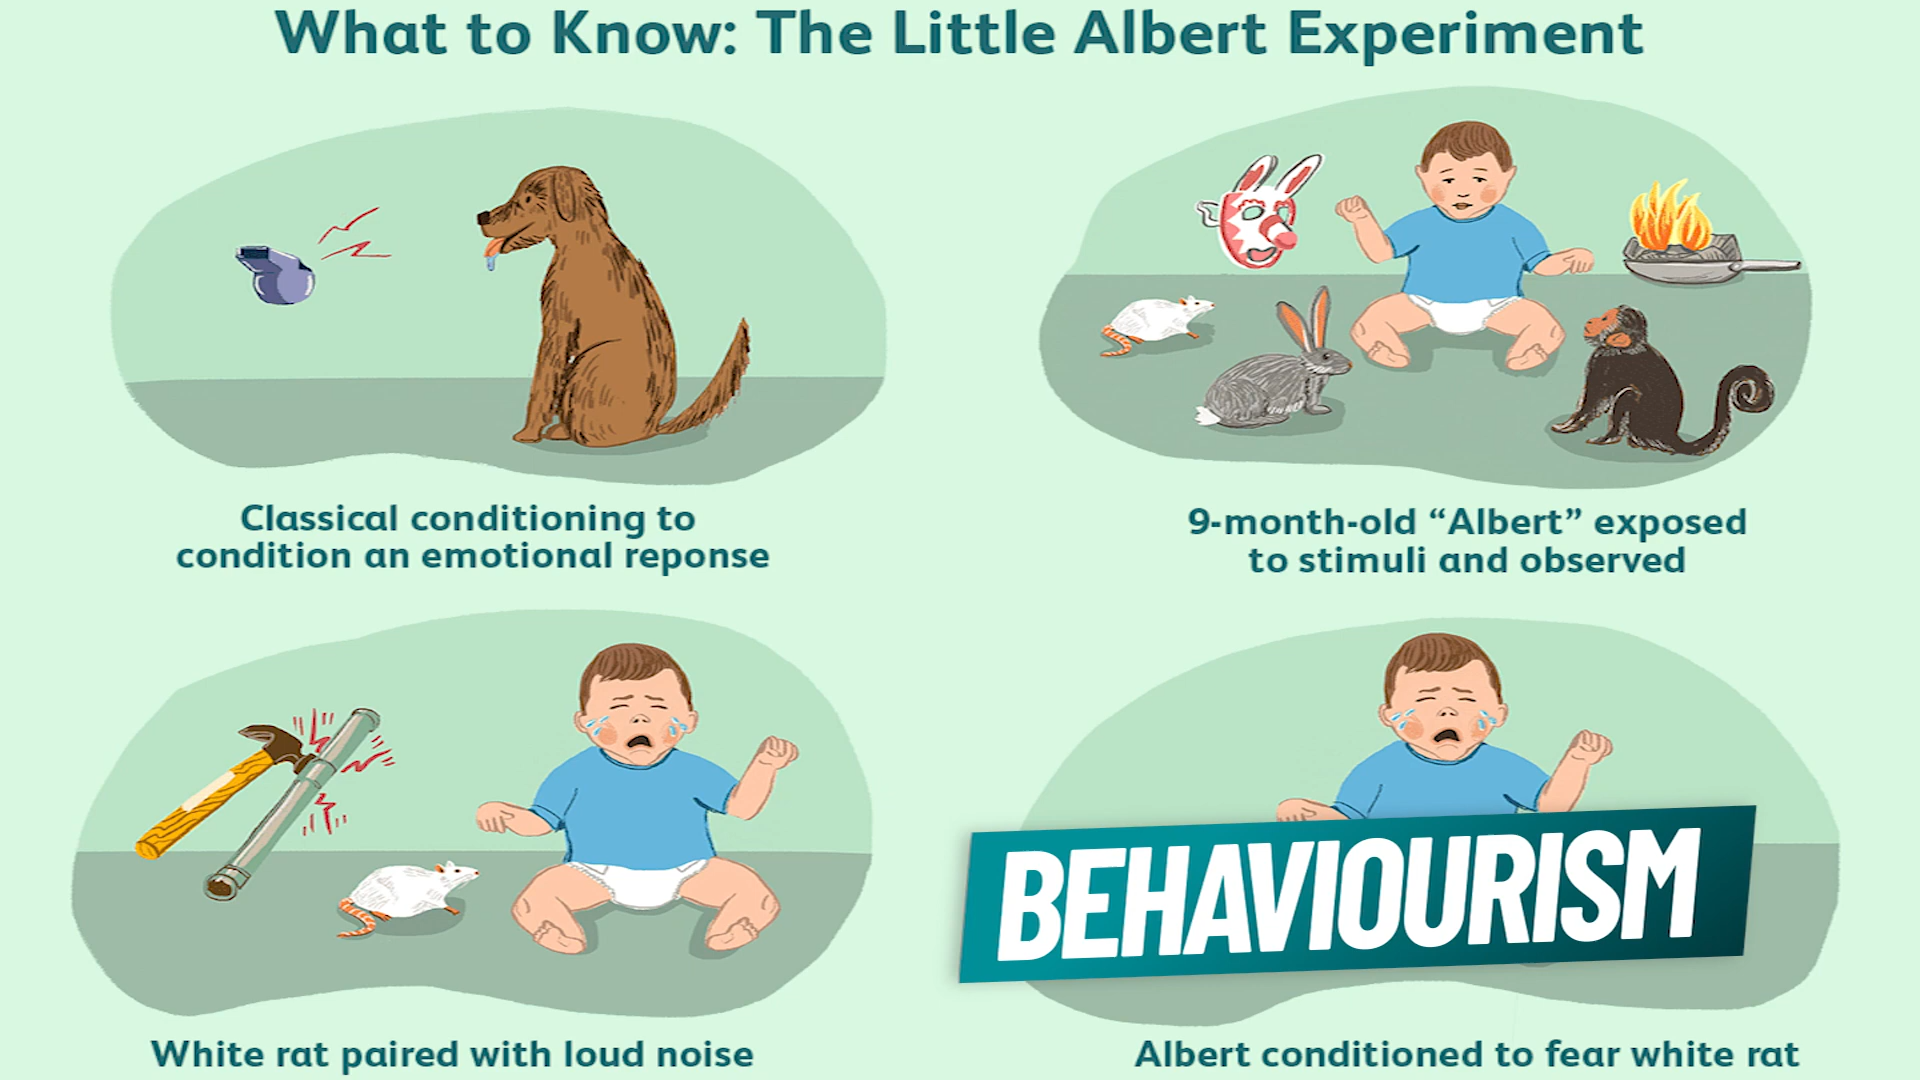 What to Know: The Little Albert Experiment
Classical conditioning to
condition an emotional reponse
9-month-old “Albert” exposed
to stimuli and observed
White rat paired with loud noise
BEHAVIOURISM
Albert conditioned to fear white rat